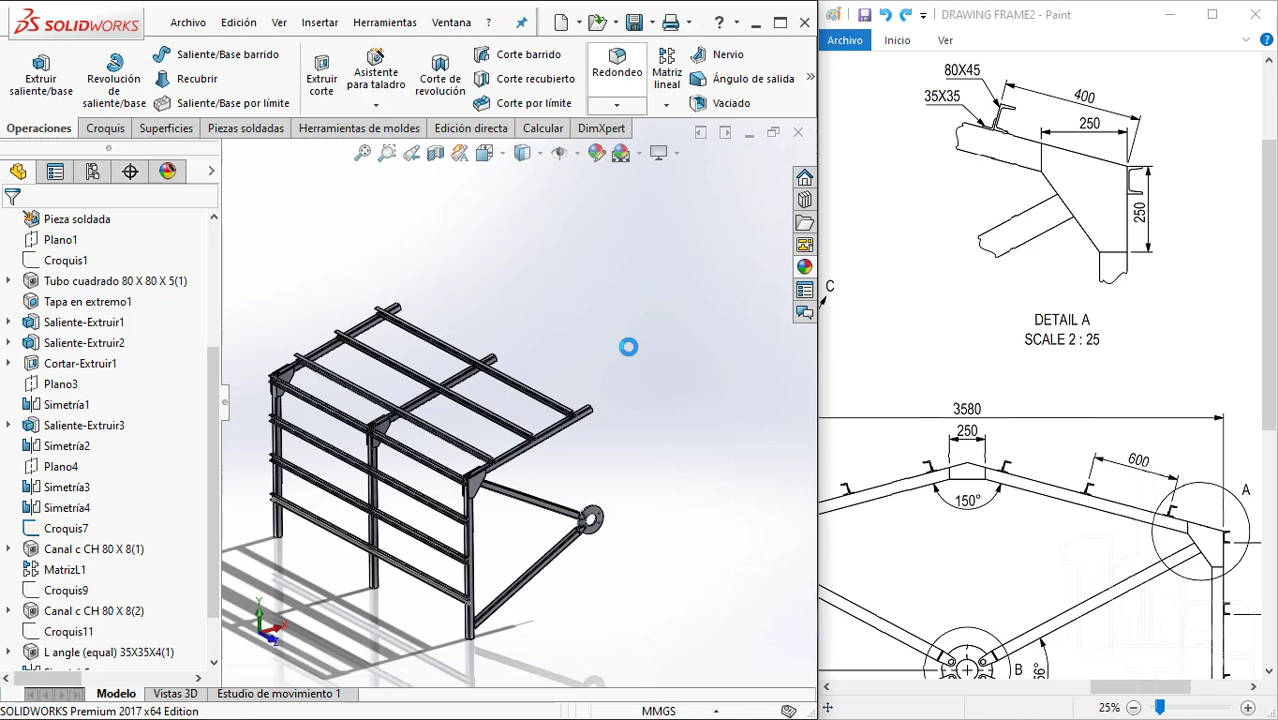 SOLIDWORKS
Archivo Edición Ver Insertar Herramientas Ventana ?
Extruir saliente/base
Revolución de saliente/base
Saliente/Base barrido
Recubrir
Saliente/Base por límite
Extruir corte
Asistente para taladro
Corte de revolución
Corte barrido
Corte recubierto
Corte por límite
Redondeo
Matriz lineal
Nervio
Ángulo de salida
Vaciado
Operaciones Croquis Superficies Piezas soldadas Herramientas de moldes Edición directa Calcular DimXpert
Pieza soldada
Plano1
Croquis1
Tubo cuadrado 80 X 80 X 5(1)
Tapa en extremo1
Saliente-Extruir1
Saliente-Extruir2
Cortar-Extruir1
Plano3
Simetría1
Saliente-Extruir3
Simetría2
Plano4
Simetría3
Simetría4
Croquis7
Canal c CH 80 X 8(1)
MatrizL1
Croquis9
Canal c CH 80 X 8(2)
Croquis11
L angle (equal) 35X35X4(1)
Y
X
Z
Modelo Vistas 3D Estudio de movimiento 1
SOLIDWORKS Premium 2017 x64 Edition
MMGS
DRAWING FRAME2 - Paint
Archivo Inicio Ver
80X45
35X35
400
250
250
C
DETAIL A
SCALE 2 : 25
3580
250
600
A
150°
B
25%